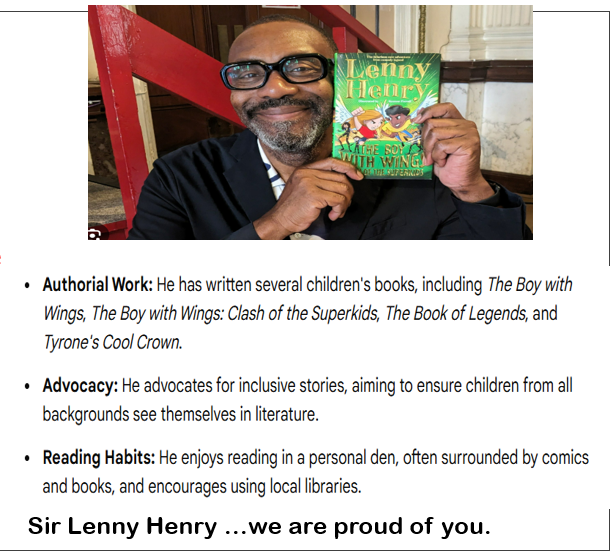 Lenny
Henry
THE BOY
WITH WINGS
• Authorial Work: He has written several children's books, including The Boy with
Wings, The Boy with Wings: Clash of the Superkids, The Book of Legends, and
Tyrone's Cool Crown.
• Advocacy: He advocates for inclusive stories, aiming to ensure children from all
backgrounds see themselves in literature.
• Reading Habits: He enjoys reading in a personal den, often surrounded by comics
and books, and encourages using local libraries.
Sir Lenny Henry ...we are proud of you.